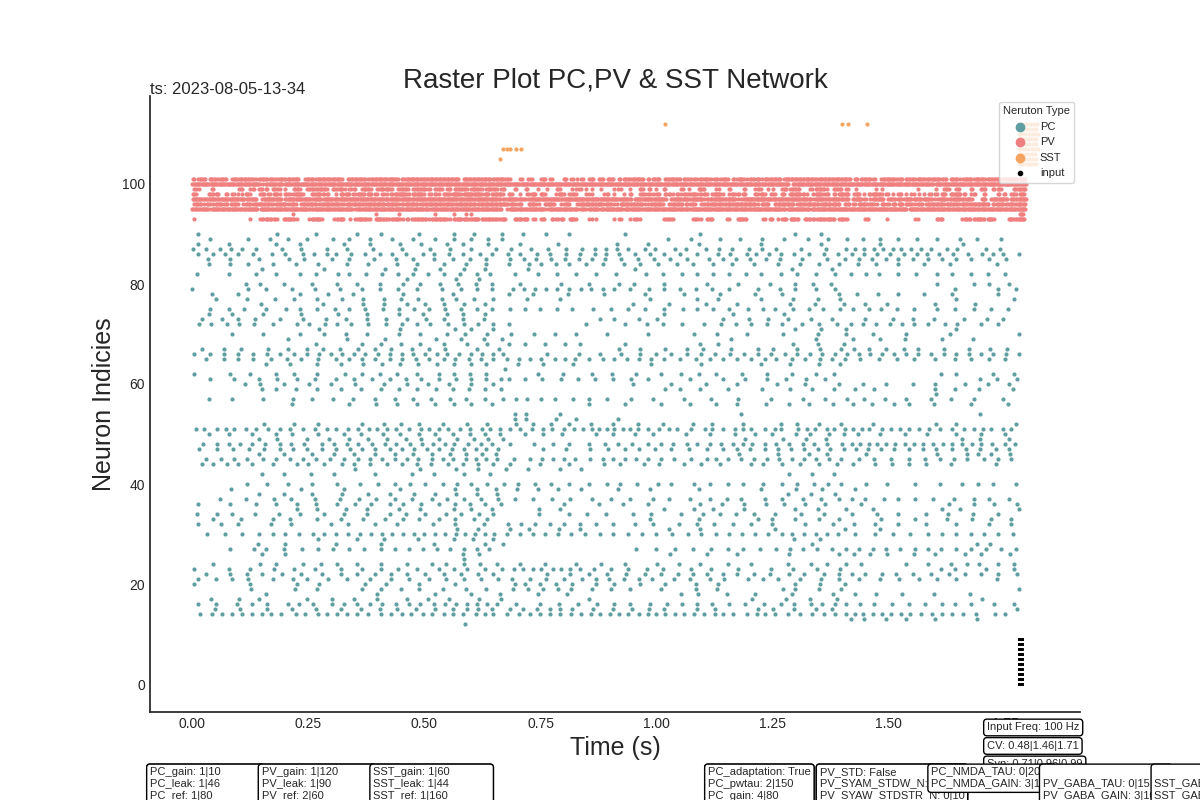 Raster Plot PC,PV & SST Network
ts: 2023-08-05-13-34
Neruton Type
PC
PV
SST
input
Neuron Indicies
100
80
60
40
20
0
0.00
0.25
0.50
0.75
1.00
1.25
1.50
Time (s)
Input Freq: 100 Hz
CV: 0.48|1.46|1.71
Syn: 0.71|0.96|0.99
PC_gain: 1|10
PC_leak: 1|46
PC_ref: 1|80
PV_gain: 1|120
PV_leak: 1|90
PV_ref: 2|60
SST_gain: 1|60
SST_leak: 1|44
SST_ref: 1|160
PC_adaptation: True
PC_pwtau: 2|150
PC_gain: 4|80
PV_STD: False
PV_SYAM_STDW_N:
PV_SYAW_STDSTR_N: 0|10
PC_NMDA_TAU: 0|20
PC_NMDA_GAIN: 3|1
PV_GABA_TAU: 0|15
PV_GABA_GAIN: 3|1
SST_GA
SST_GA